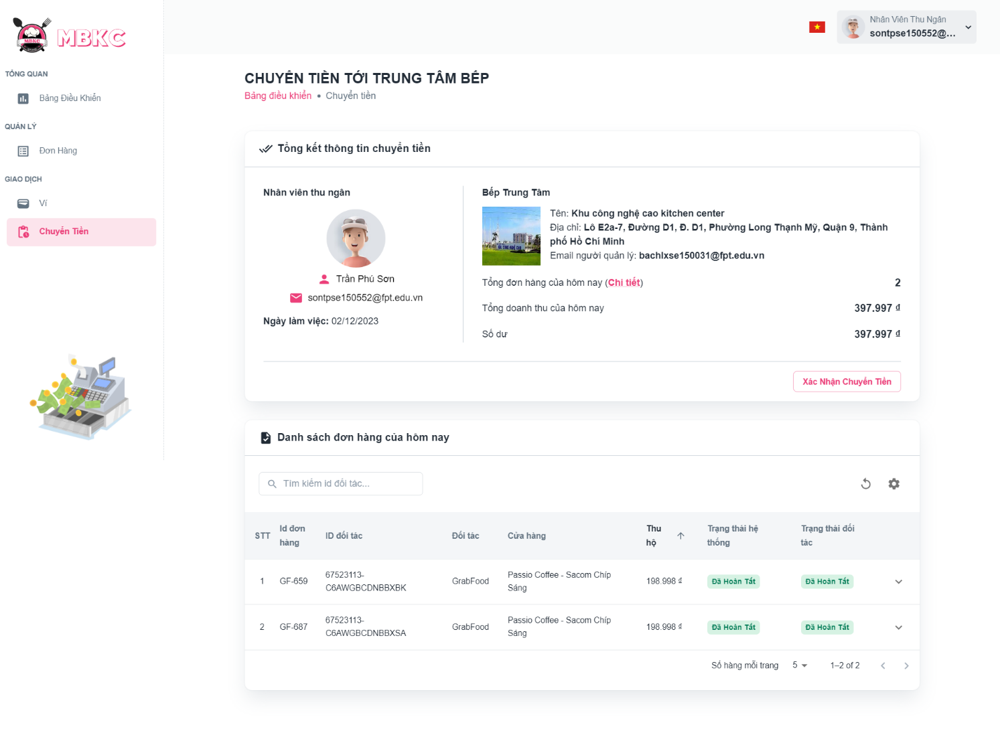 MBKC
MBKC
Nhân Viên Thu Ngân
sontpse150552@...
TỔNG QUAN
Bảng Điều Khiển
QUẢN LÝ
Đơn Hàng
GIAO DỊCH
Ví
Chuyển Tiền
CHUYỂN TIỀN TỚI TRUNG TÂM BẾP
Bảng điều khiển • Chuyển tiền
Tổng kết thông tin chuyển tiền
Nhân viên thu ngân
Trần Phú Sơn
sontpse150552@fpt.edu.vn
Ngày làm việc: 02/12/2023
Bếp Trung Tâm
Tên: Khu công nghệ cao kitchen center
Địa chỉ: Lô E2a-7, Đường D1, Đ. D1, Phường Long Thạnh Mỹ, Quận 9, Thành
phố Hồ Chí Minh
Email người quản lý: bachlxse150031@fpt.edu.vn
Tổng đơn hàng của hôm nay (Chi tiết) 2
Tổng doanh thu của hôm nay 397.997 ₫
Số dư 397.997 ₫
Xác Nhận Chuyển Tiền
Danh sách đơn hàng của hôm nay
Tìm kiếm id đối tác...
STT Id đơn hàng ID đối tác Đối tác Cửa hàng Thu hộ Trạng thái hệ thống Trạng thái đối tác
1 GF-659 67523113-C6AWGBCDNBBXBK GrabFood Passio Coffee - Sacom Chíp Sáng 198.998 ₫ Đã Hoàn Tất Đã Hoàn Tất
2 GF-687 67523113-C6AWGBCDNBBXSA GrabFood Passio Coffee - Sacom Chíp Sáng 198.998 ₫ Đã Hoàn Tất Đã Hoàn Tất
Số hàng mỗi trang 5 1–2 of 2